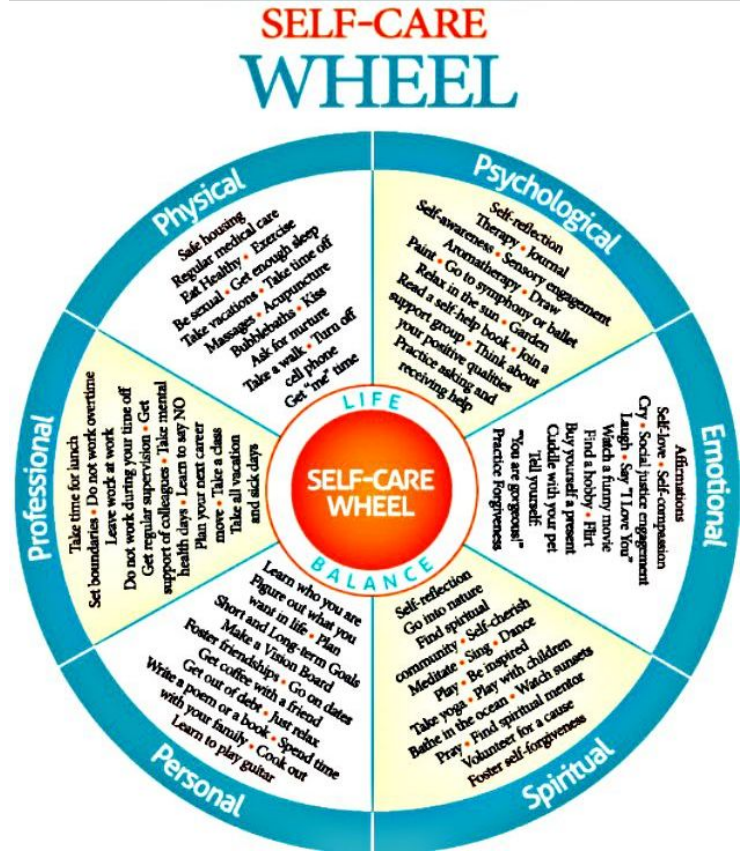 SELF-CARE
WHEEL
Physical
Safe housing
Regular medical care
Eat Healthy • Exercise
Be sexual • Get enough sleep
Take vacations • Take time off
Massages • Acupuncture
Bubblebaths • Kiss
Ask for nurture
Take a walk • Turn off
cell phone
Get "me" time
Psychological
Self-reflection
Therapy • Journal
Self-awareness • Sensory engagement
Aromatherapy • Draw
Paint • Go to symphony or ballet
Relax in the sun • Garden
Read a self-help book • Join a
support group • Think about
your positive qualities
Practice asking and
receiving help
Emotional
Affirmations
Self-love • Self-compassion
Cry • Social justice engagement
Laugh • Say "I Love You"
Watch a funny movie
Find a hobby • Flirt
Buy yourself a present
Cuddle with your pet
Tell yourself:
"You are gorgeous!"
Practice Forgiveness
Spiritual
Self-reflection
Go into nature
Find spiritual
community • Self-cherish
Meditate • Sing • Dance
Play • Be inspired
Take yoga • Play with children
Bathe in the ocean • Watch sunsets
Pray • Find spiritual mentor
Volunteer for a cause
Foster self-forgiveness
Personal
Learn who you are
Figure out what you
want in life • Plan
Short and Long-term Goals
Make a Vision Board
Foster friendships • Go on dates
Get coffee with a friend
Get out of debt • Just relax
Write a poem or a book • Spend time
with your family • Cook out
Learn to play guitar
Professional
Take time for lunch
Set boundaries • Do not work overtime
Leave work at work
Do not work during your time off
Get regular supervision • Get
support of colleagues • Take mental
health days • Learn to say NO
Plan your next career
move • Take a class
Take all vacation
and sick days
LIFE
SELF-CARE
WHEEL
BALANCE